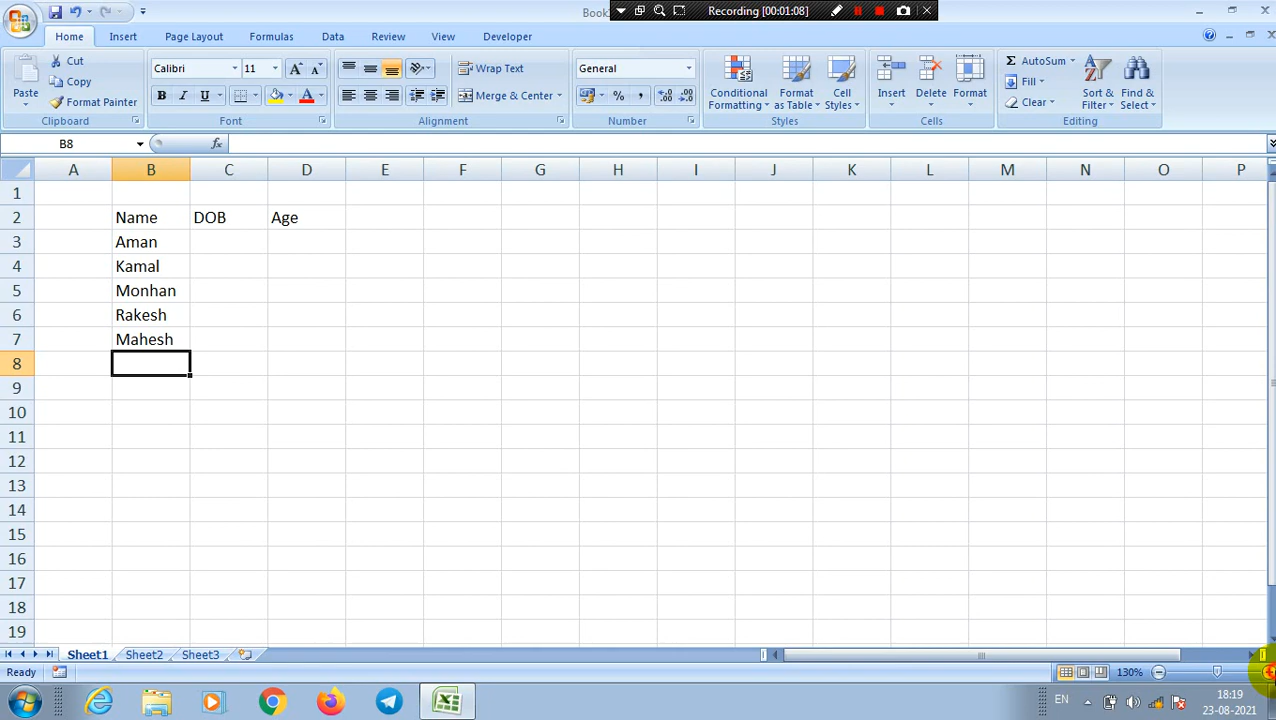 Book
Recording [00:01:08]
Home Insert Page Layout Formulas Data Review View Developer
Paste
Cut
Copy
Format Painter
Clipboard
Calibri 11
B I U
Font
Wrap Text
Merge & Center
Alignment
General
%
Number
Conditional Formatting
Format as Table
Cell Styles
Styles
Insert Delete Format
Cells
Σ AutoSum
Fill
Clear
Sort & Filter
Find & Select
Editing
B8 fx
A B C D E F G H I J K L M N O P
1
2 Name DOB Age
3 Aman
4 Kamal
5 Monhan
6 Rakesh
7 Mahesh
8
9
10
11
12
13
14
15
16
17
18
19
Sheet1 Sheet2 Sheet3
Ready 130%
EN 18:19
23-08-2021